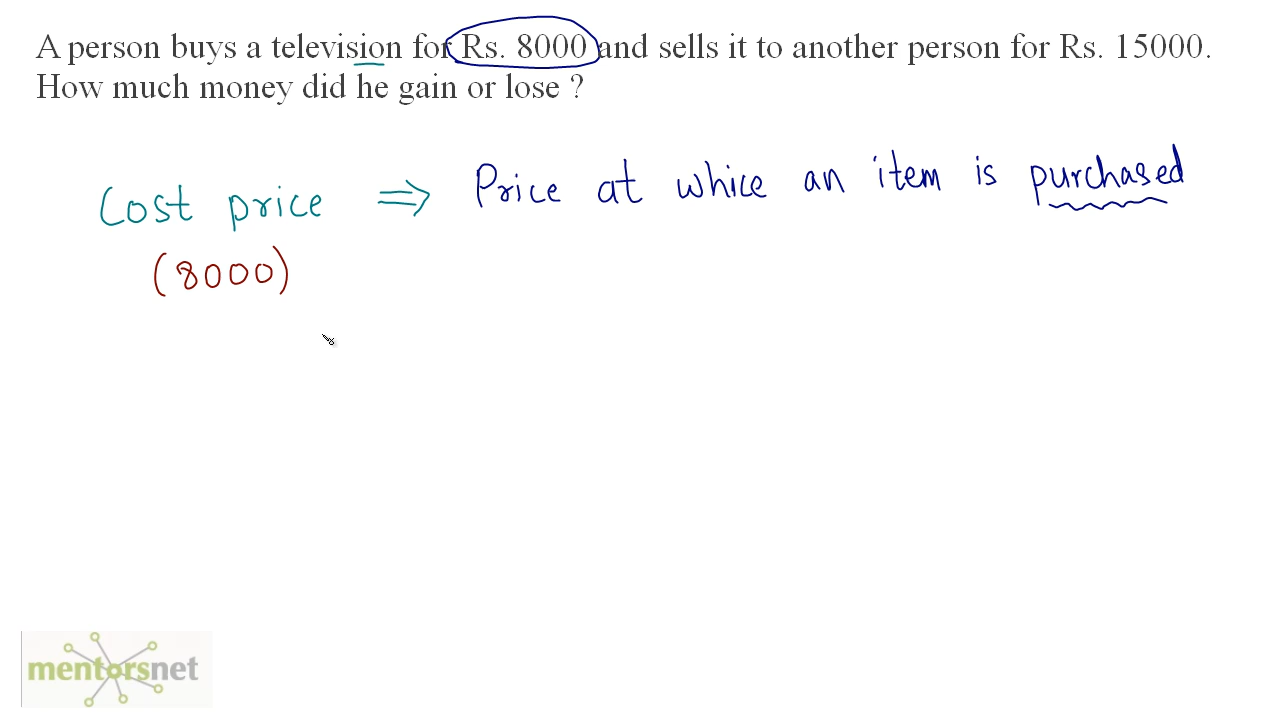 A person buys a television for Rs. 8000 and sells it to another person for Rs. 15000.
How much money did he gain or lose ?
Cost price ⇒ Price at whice an item is purchased
(8000)
mentorsnet